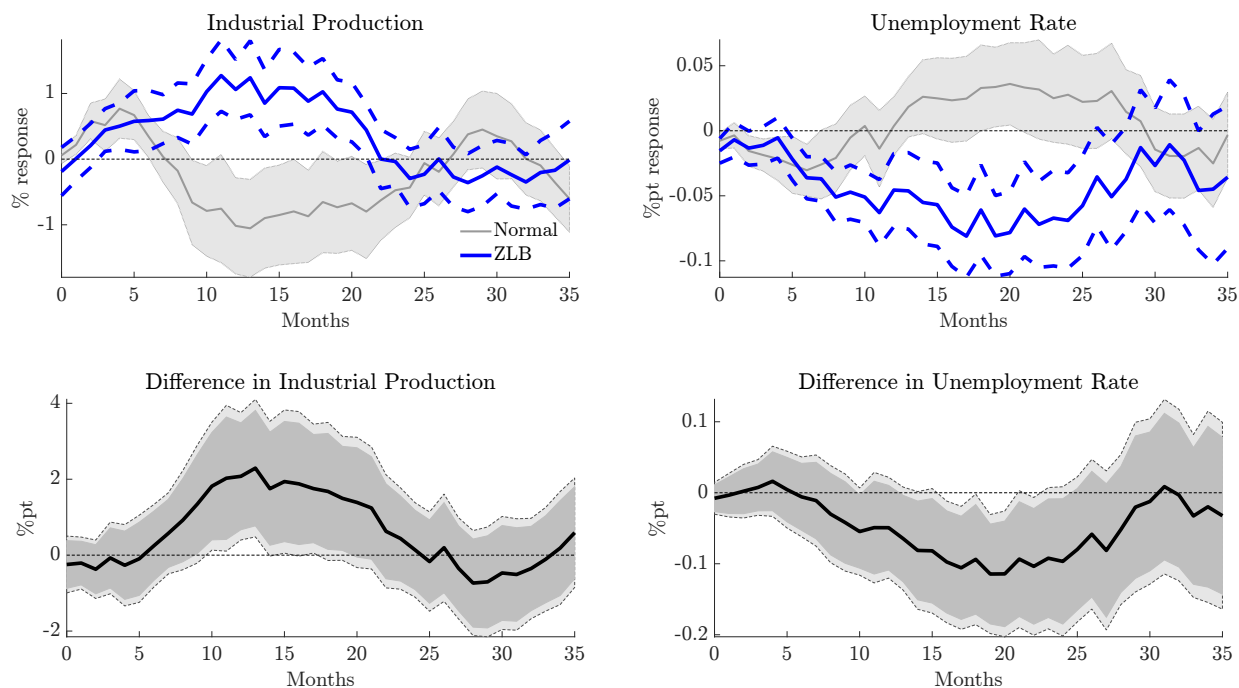 Industrial Production
% response
1
0
-1
Normal
ZLB
0 5 10 15 20 25 30 35
Months
Unemployment Rate
%pt response
0.05
0
-0.05
-0.1
0 5 10 15 20 25 30 35
Months
Difference in Industrial Production
%pt
4
2
0
-2
0 5 10 15 20 25 30 35
Months
Difference in Unemployment Rate
%pt
0.1
0
-0.1
-0.2
0 5 10 15 20 25 30 35
Months